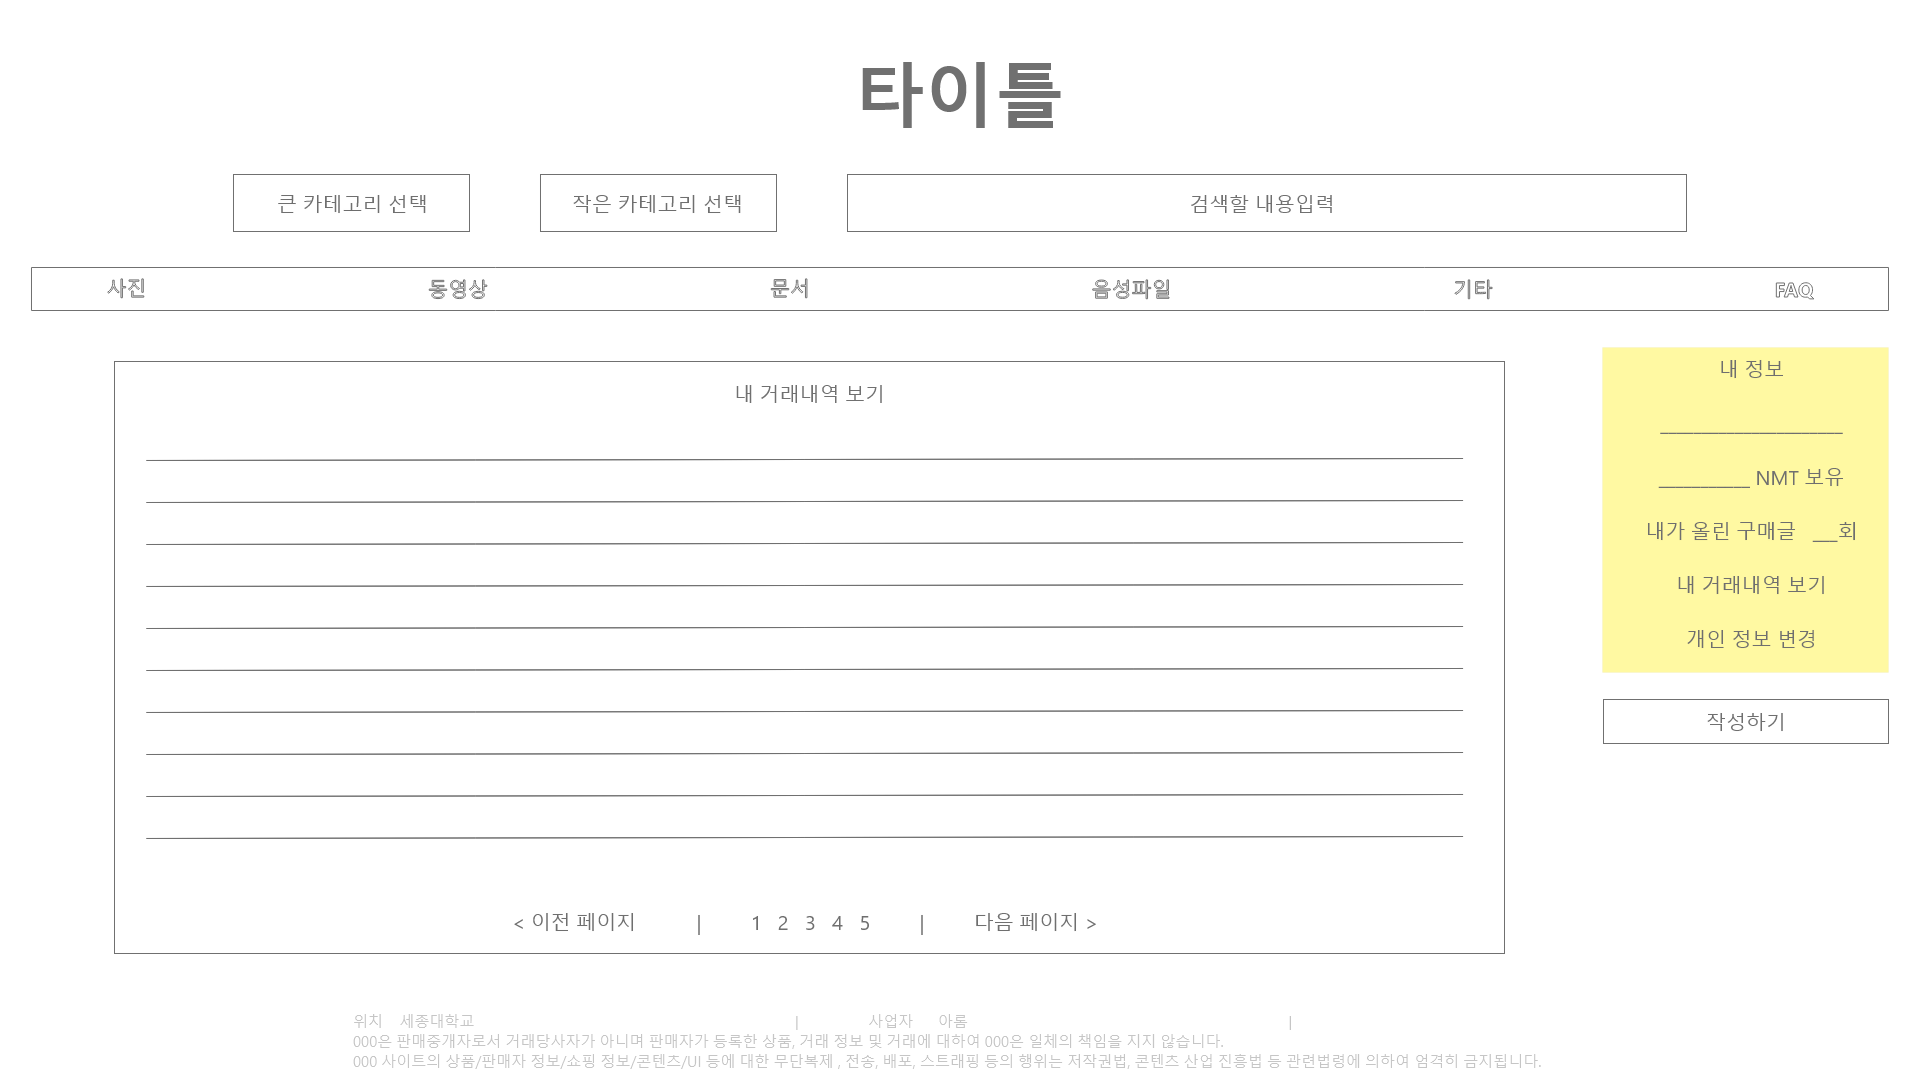 타이틀
큰 카테고리 선택
작은 카테고리 선택
검색할 내용입력
사진 동영상 문서 음성파일 기타 FAQ
내 거래내역 보기
< 이전 페이지 | 1 2 3 4 5 | 다음 페이지 >
내 정보
__________________
_________ NMT 보유
내가 올린 구매글 __회
내 거래내역 보기
개인 정보 변경
작성하기
위치 세종대학교 | 사업자 아롬 |
000은 판매중개자로서 거래당사자가 아니며 판매자가 등록한 상품, 거래 정보 및 거래에 대하여 000은 일체의 책임을 지지 않습니다.
000 사이트의 상품/판매자 정보/쇼핑 정보/콘텐츠/UI 등에 대한 무단복제 , 전송, 배포, 스트래핑 등의 행위는 저작권법, 콘텐츠 산업 진흥법 등 관련법령에 의하여 엄격히 금지됩니다.